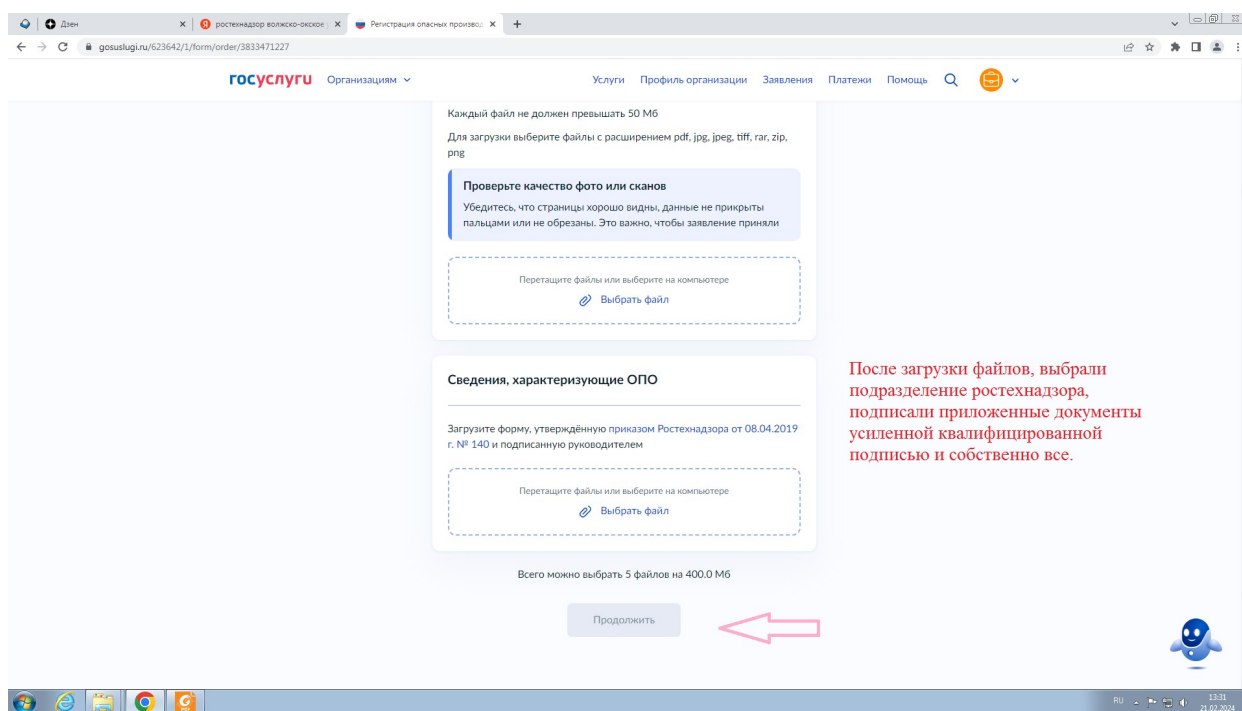 Дзен
ростехнадзор волжско-окское
Регистрация опасных производ
gosuslugi.ru/623642/1/form/order/3833471227
госуслуги Организациям Услуги Профиль организации Заявления Платежи Помощь
Каждый файл не должен превышать 50 Мб
Для загрузки выберите файлы с расширением pdf, jpg, jpeg, tiff, rar, zip,
png
Проверьте качество фото или сканов
Убедитесь, что страницы хорошо видны, данные не прикрыты
пальцами или не обрезаны. Это важно, чтобы заявление приняли
Перетащите файлы или выберите на компьютере
Выбрать файл
Сведения, характеризующие ОПО
Загрузите форму, утверждённую приказом Ростехнадзора от 08.04.2019
г. № 140 и подписанную руководителем
Перетащите файлы или выберите на компьютере
Выбрать файл
Всего можно выбрать 5 файлов на 400.0 Мб
Продолжить
После загрузки файлов, выбрали
подразделение ростехнадзора,
подписали приложенные документы
усиленной квалифицированной
подписью и собственно все.
RU
13:31
21.02.2024